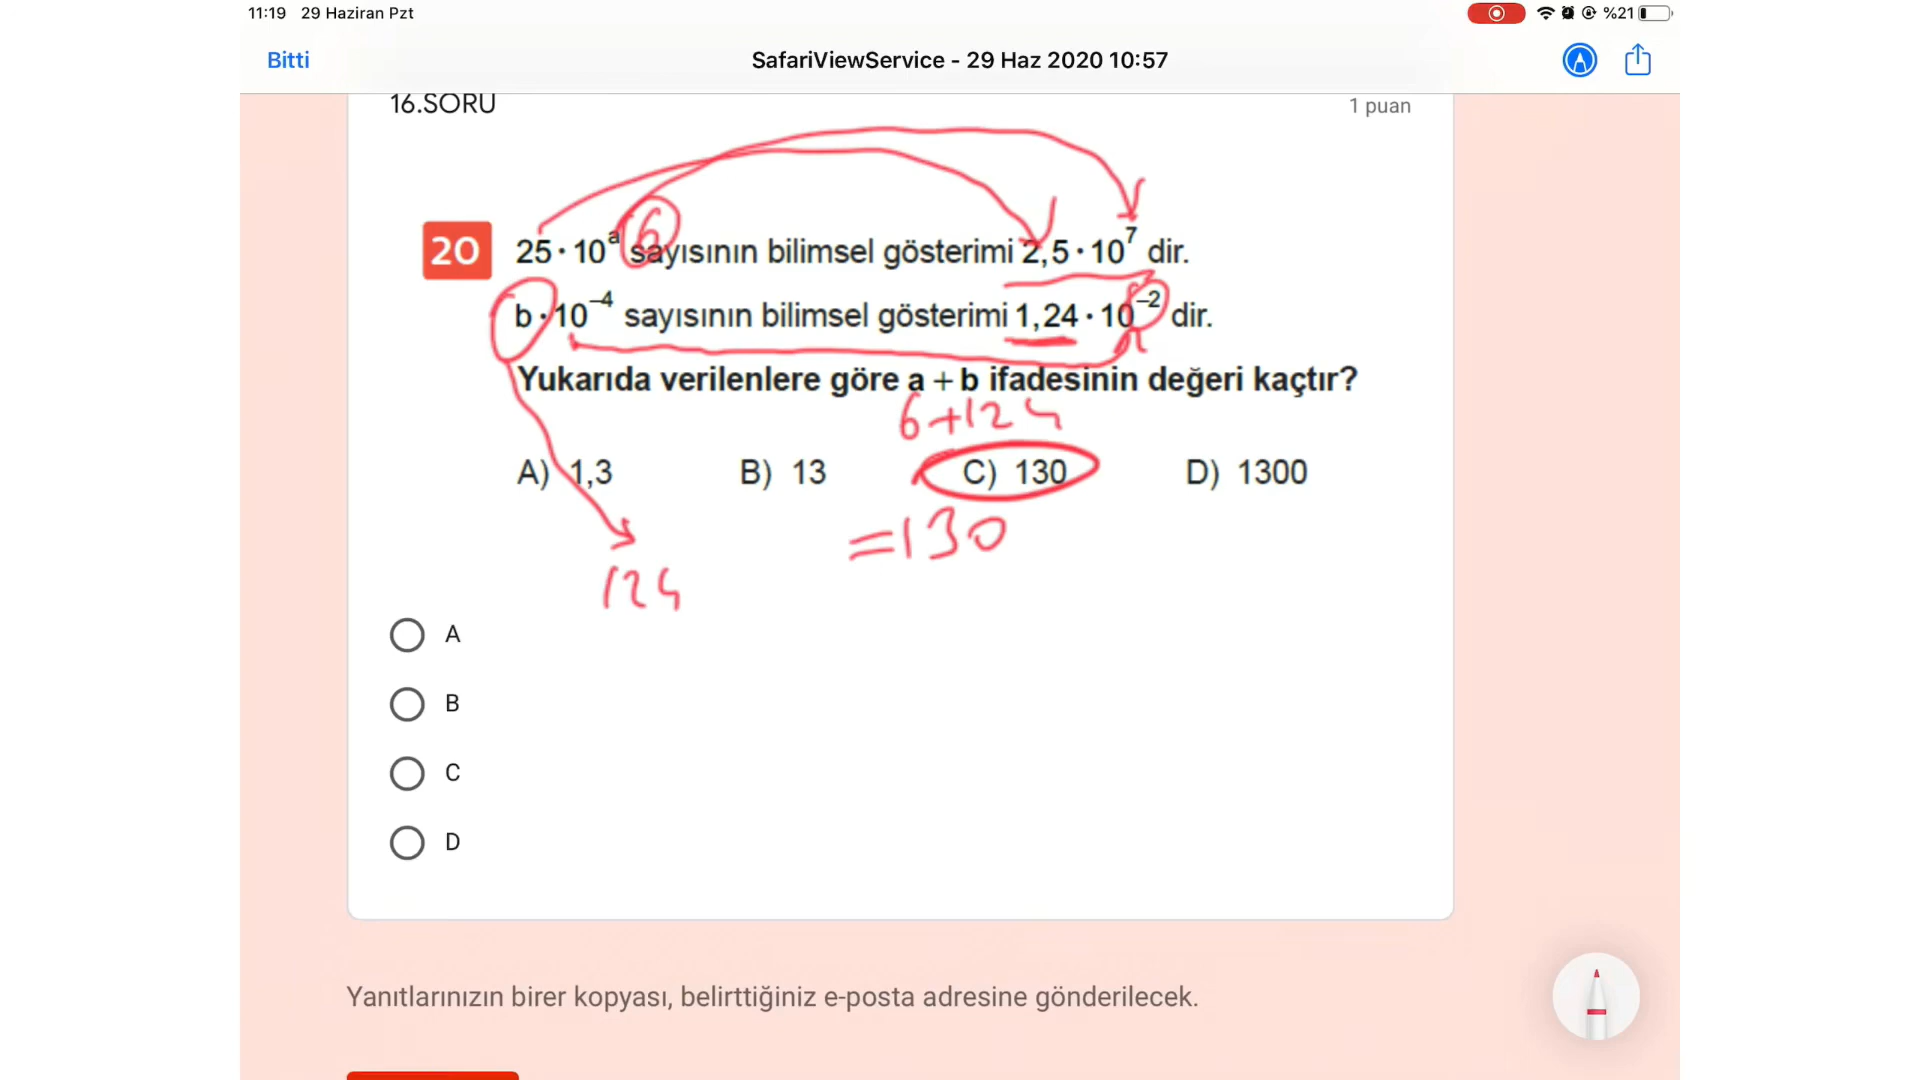 11:19 29 Haziran Pzt %21
Bitti SafariViewService - 29 Haz 2020 10:57
16.SORU 1 puan
20 25 · 10ᵃ 6 sayısının bilimsel gösterimi 2,5 · 10⁷ dir.
b · 10⁻⁴ sayısının bilimsel gösterimi 1,24 · 10⁻² dir.
Yukarıda verilenlere göre a + b ifadesinin değeri kaçtır?
6+124
A) 1,3 B) 13 C) 130 D) 1300
=130
124
A
B
C
D
Yanıtlarınızın birer kopyası, belirttiğiniz e-posta adresine gönderilecek.